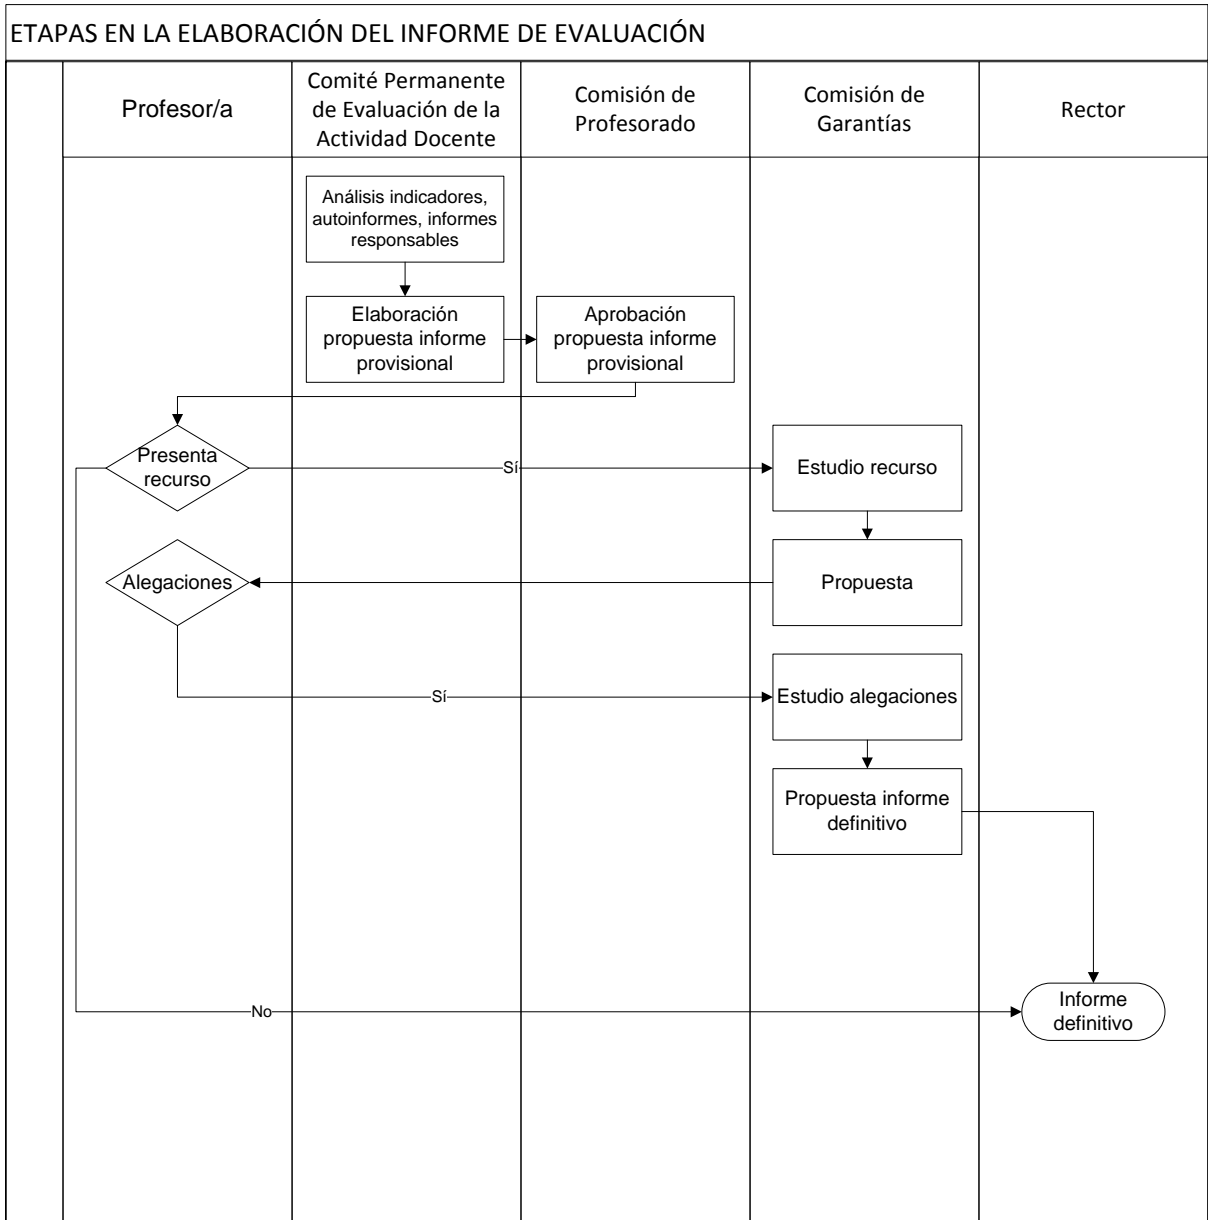 ETAPAS EN LA ELABORACIÓN DEL INFORME DE EVALUACIÓN
Profesor/a
Comité Permanente
de Evaluación de la
Actividad Docente
Comisión de
Profesorado
Comisión de
Garantías
Rector
Análisis indicadores,
autoinformes, informes
responsables
Elaboración
propuesta informe
provisional
Aprobación
propuesta informe
provisional
Presenta
recurso
Sí
Estudio recurso
Alegaciones
Propuesta
Sí
Estudio alegaciones
Propuesta informe
definitivo
No
Informe
definitivo